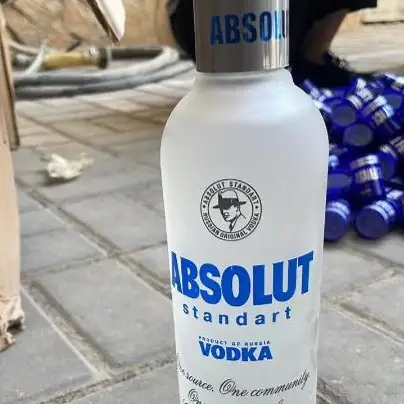 ABSOLU
ABSOLUT STANDART
RUSSIAN ORIGINAL VODKA
ABSOLUT
standart
PRODUCT OF RUSSIA
VODKA
source. One community.